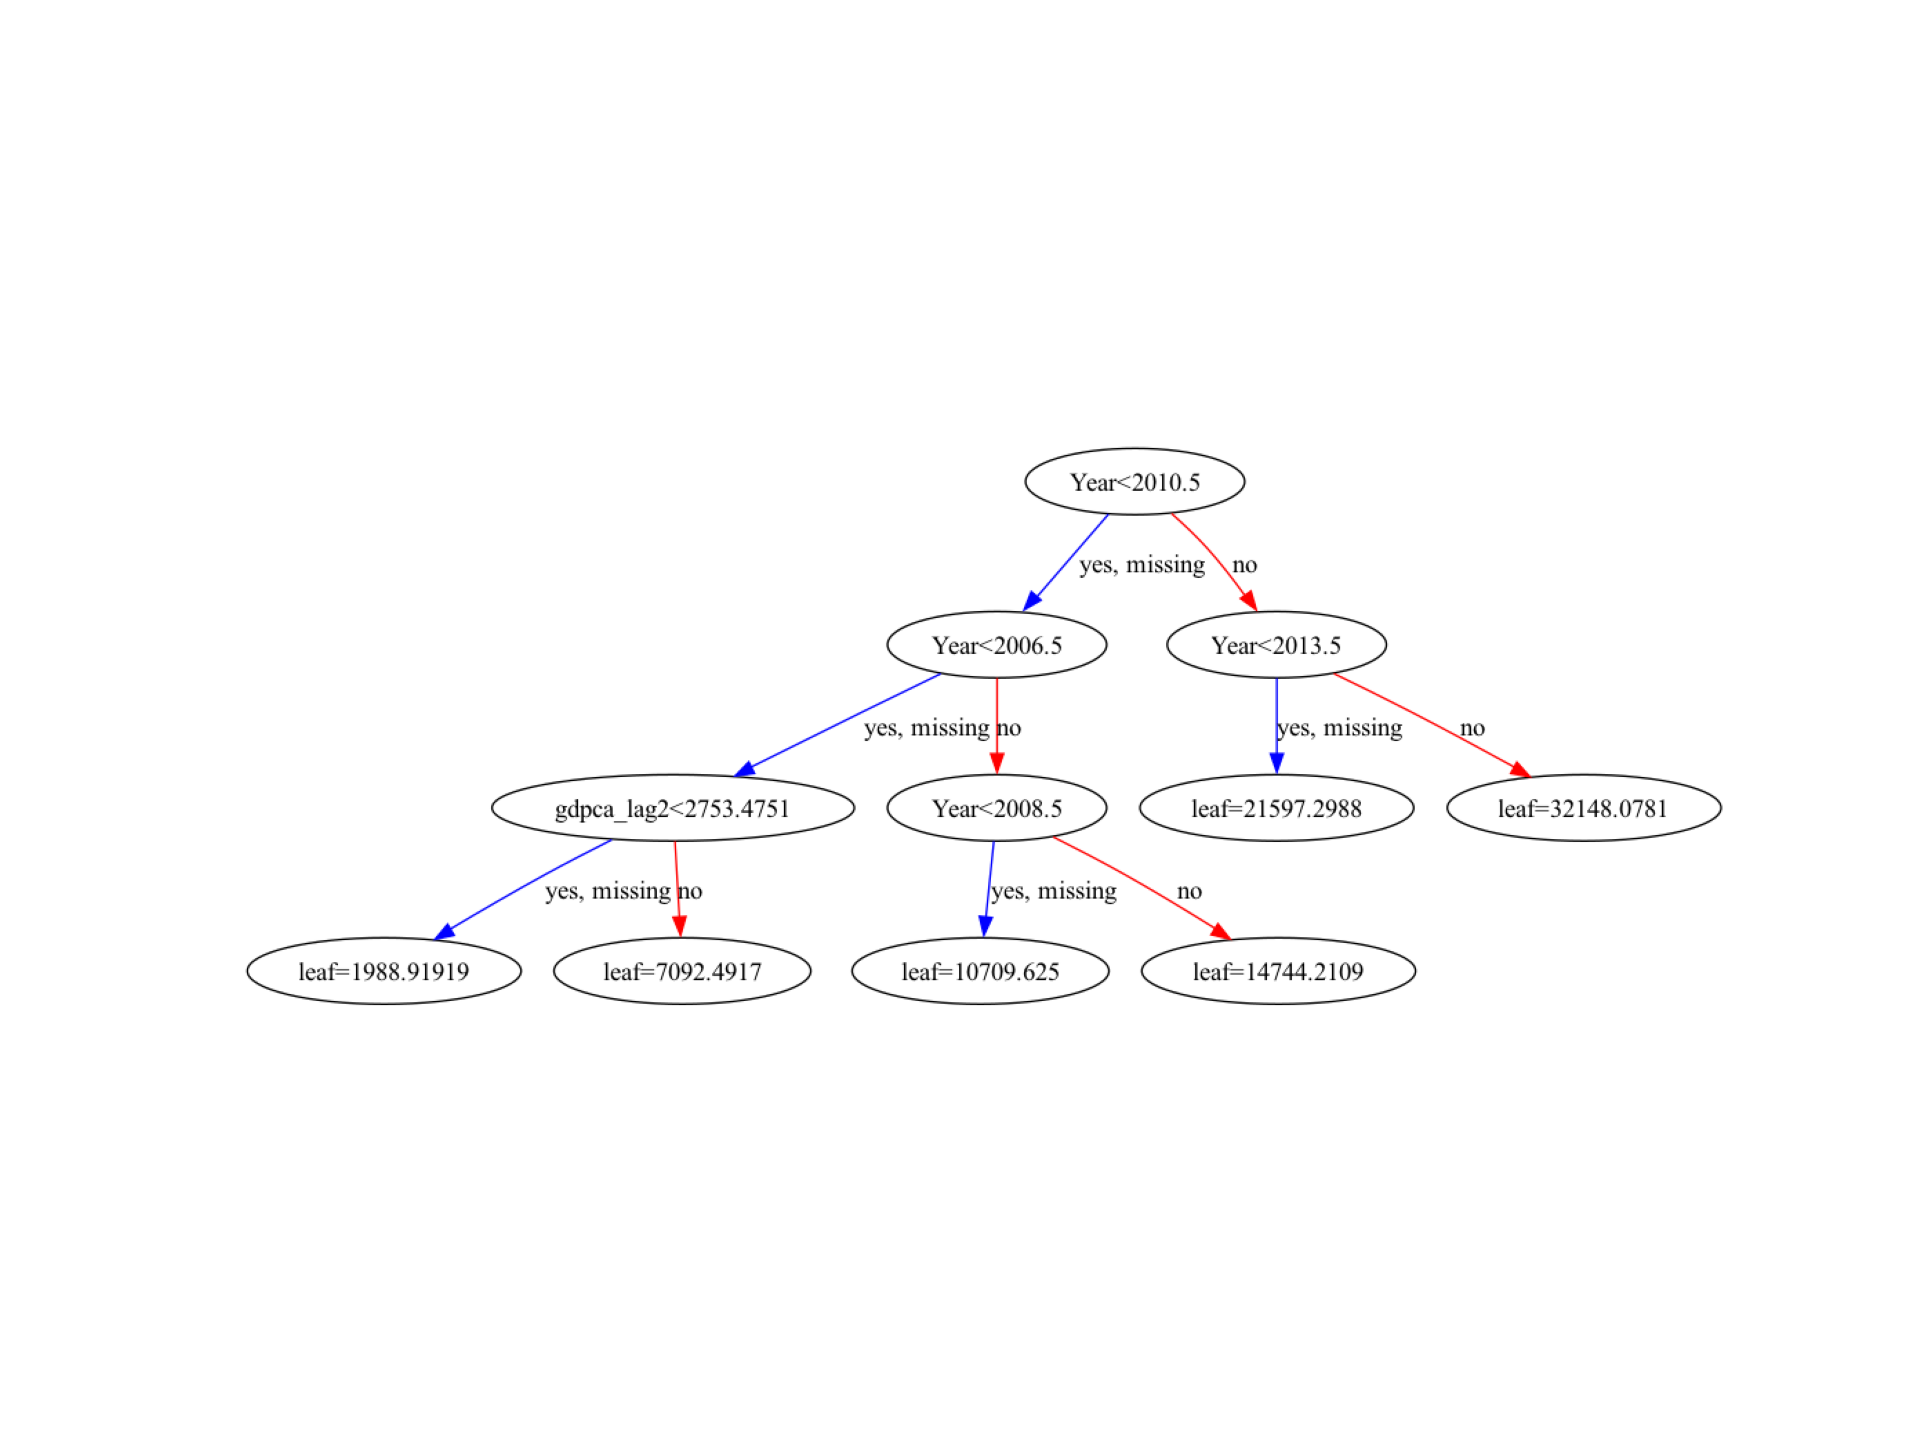 Year<2010.5
yes, missing
no
Year<2006.5
Year<2013.5
yes, missing
no
yes, missing
no
gdpca_lag2<2753.4751
Year<2008.5
leaf=21597.2988
leaf=32148.0781
yes, missing
no
yes, missing
no
leaf=1988.91919
leaf=7092.4917
leaf=10709.625
leaf=14744.2109